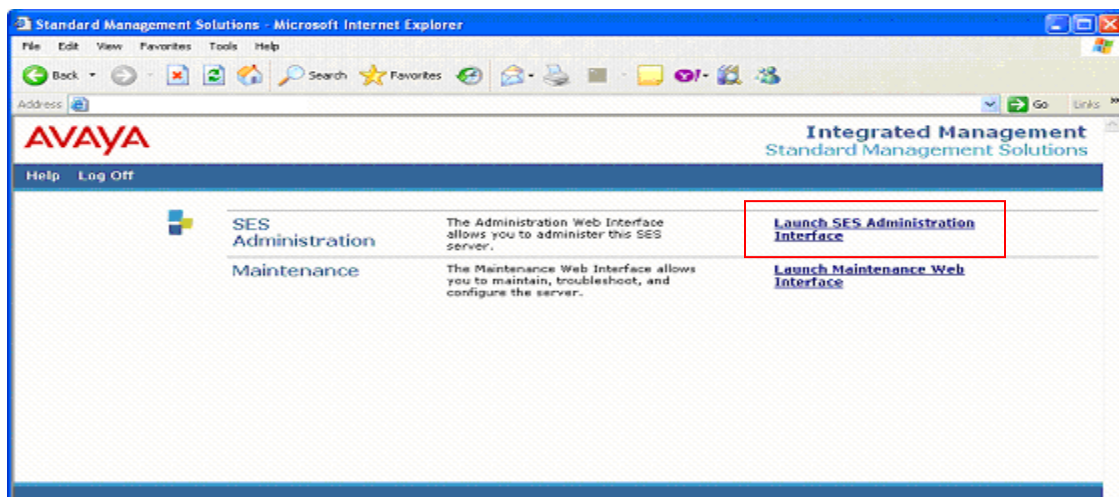 Standard Management Solutions - Microsoft Internet Explorer
File Edit View Favorites Tools Help
Back Search Favorites
Address Go Links
AVAYA
Integrated Management
Standard Management Solutions
Help Log Off
SES
Administration
The Administration Web Interface
allows you to administer this SES
server.
Launch SES Administration
Interface
Maintenance
The Maintenance Web Interface allows
you to maintain, troubleshoot, and
configure the server.
Launch Maintenance Web
Interface